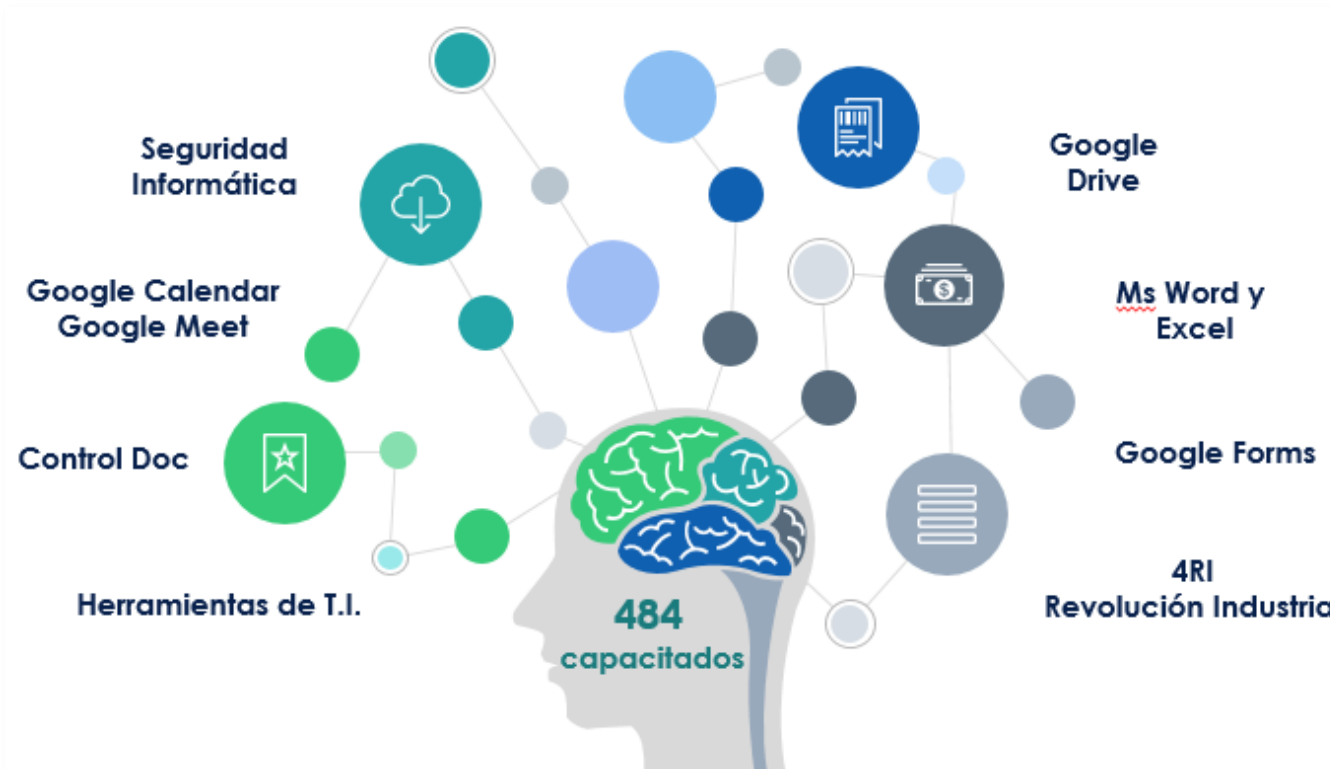 Seguridad
Informática
Google Calendar
Google Meet
Control Doc
Herramientas de T.I.
484
capacitados
Google
Drive
Ms Word y
Excel
Google Forms
4RI
Revolución Industria